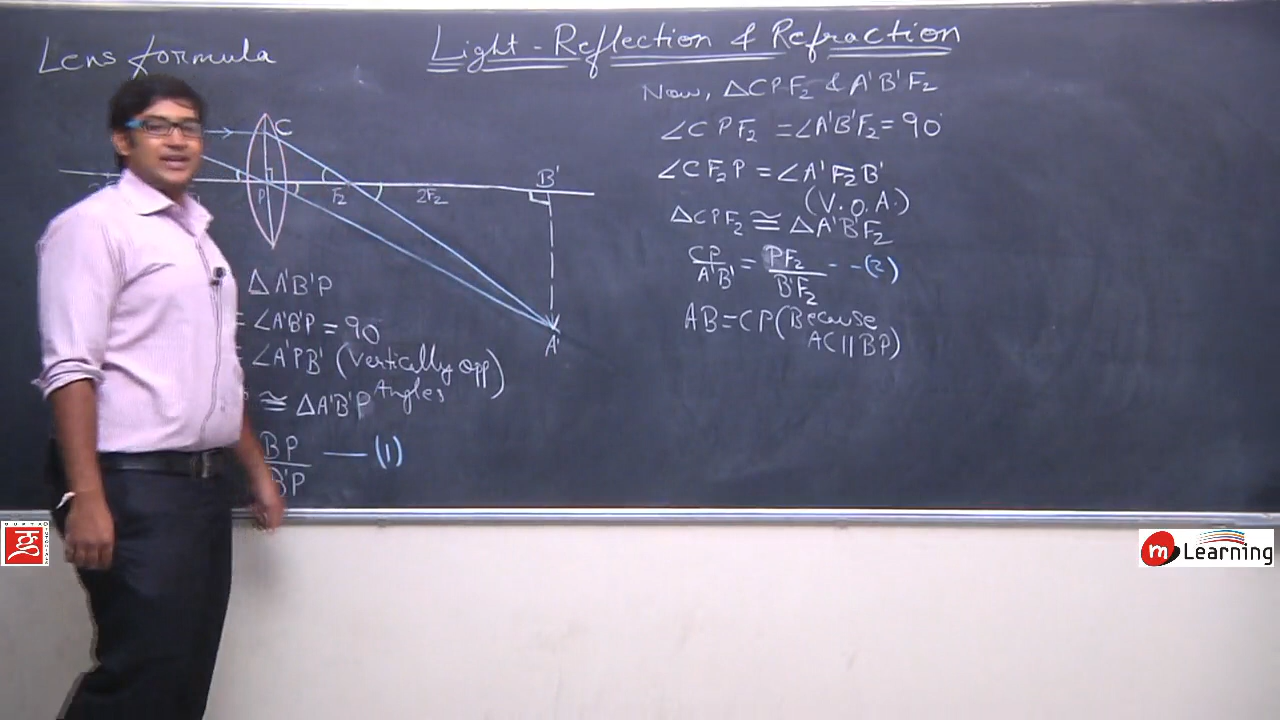 Lens formula
Light - Reflection & Refraction
C
P
F₂
2F₂
B'
A'
ΔA'B'P
= ∠A'B'P = 90
= ∠A'PB' (Vertically opp
Angles)
≅ ΔA'B'P
BP
B'P
— (1)
Now, ΔCPF₂ & A'B'F₂
∠CPF₂ = ∠A'B'F₂ = 90°
∠CF₂P = ∠A'F₂B'
(V.O.A.)
ΔCPF₂ ≅ ΔA'B'F₂
CP/A'B' = PF₂/B'F₂ - - (2)
AB = CP (Because
AC || BP)
mLearning